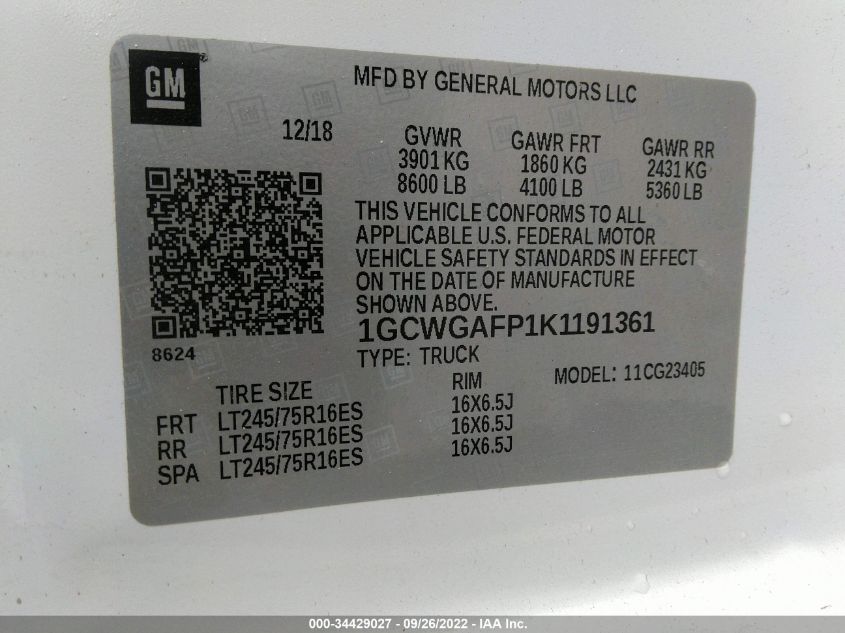 GM
MFD BY GENERAL MOTORS LLC
12/18
GVWR
3901 KG
8600 LB
GAWR FRT
1860 KG
4100 LB
GAWR RR
2431 KG
5360 LB
THIS VEHICLE CONFORMS TO ALL
APPLICABLE U.S. FEDERAL MOTOR
VEHICLE SAFETY STANDARDS IN EFFECT
ON THE DATE OF MANUFACTURE
SHOWN ABOVE.
1GCWGAFP1K1191361
8624
TYPE: TRUCK
MODEL: 11CG23405
TIRE SIZE RIM
FRT LT245/75R16ES 16X6.5J
RR LT245/75R16ES 16X6.5J
SPA LT245/75R16ES 16X6.5J
000-34429027 - 09/26/2022 - IAA Inc.